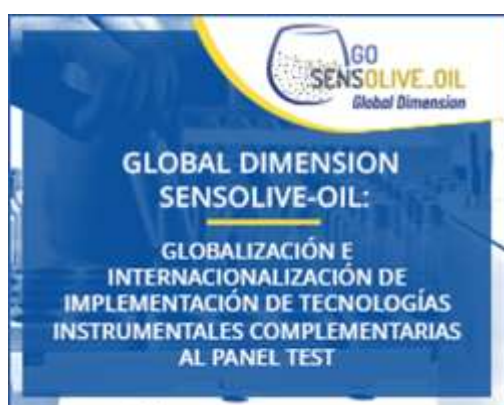 GO
SENSOLIVE_OIL
Global Dimension
GLOBAL DIMENSION
SENSOLIVE-OIL:
GLOBALIZACIÓN E
INTERNACIONALIZACIÓN DE
IMPLEMENTACIÓN DE TECNOLOGÍAS
INSTRUMENTALES COMPLEMENTARIAS
AL PANEL TEST